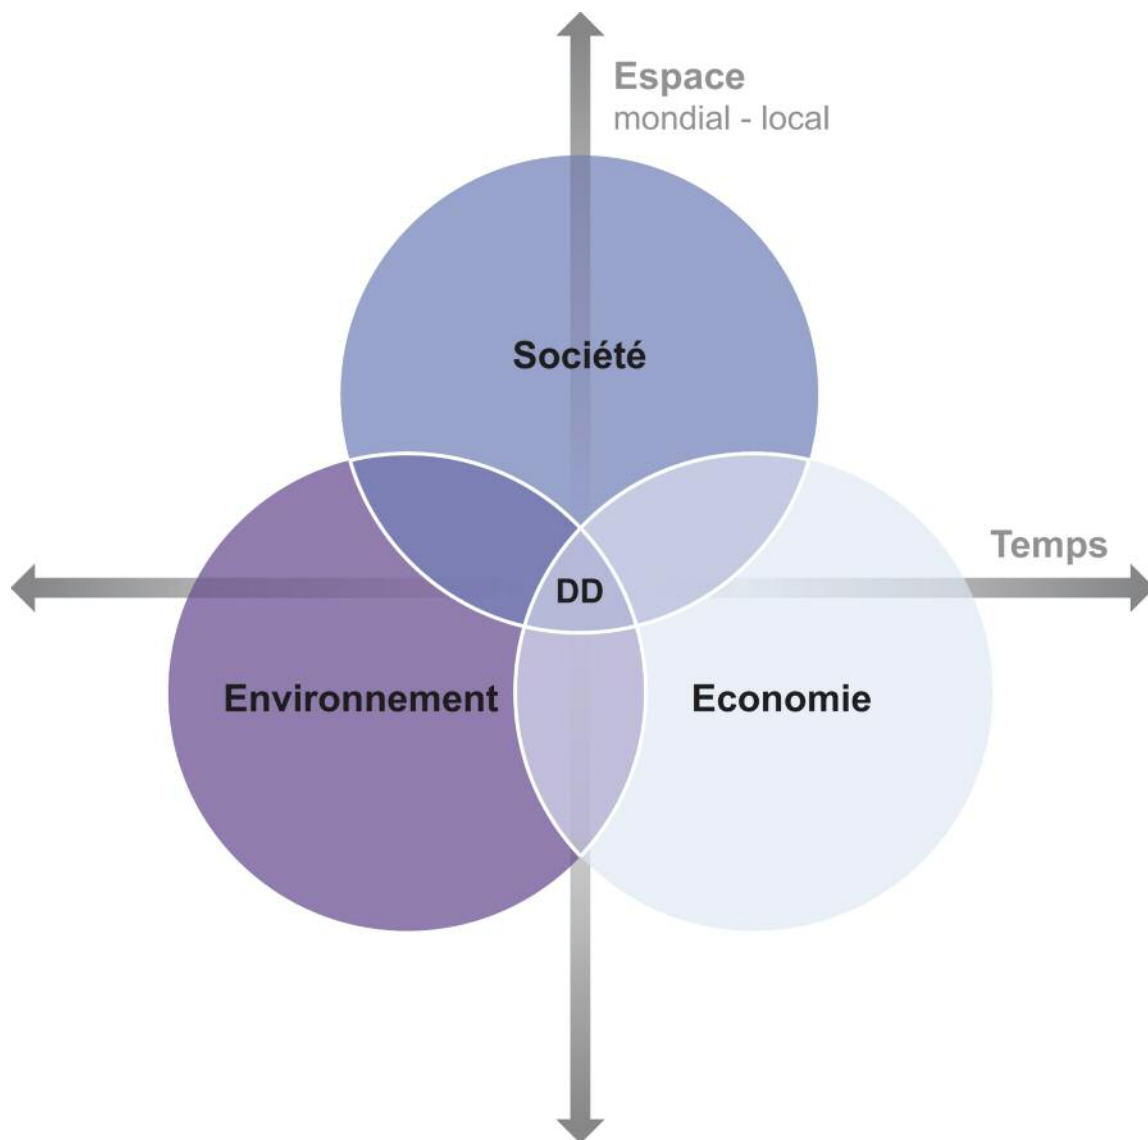 Espace
mondial - local
Société
Temps
DD
Environnement
Economie